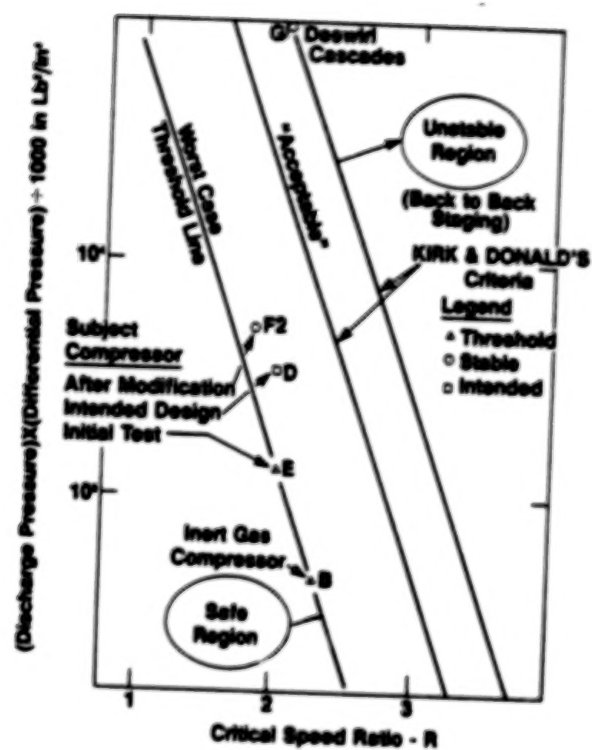 G Deswirl
Cascades
Worst Case
Threshold Line
"Acceptable"
Unstable
Region
(Back to Back
Staging)
KIRK & DONALD'S
Criteria
Legend
Threshold
Stable
Intended
Subject
Compressor
After Modification
Intended Design
Initial Test
F2
D
E
Inert Gas
Compressor
B
Safe
Region
(Discharge Pressure)X(Differential Pressure) ÷ 1000 in Lb²/in⁴
1
2
3
Critical Speed Ratio - R